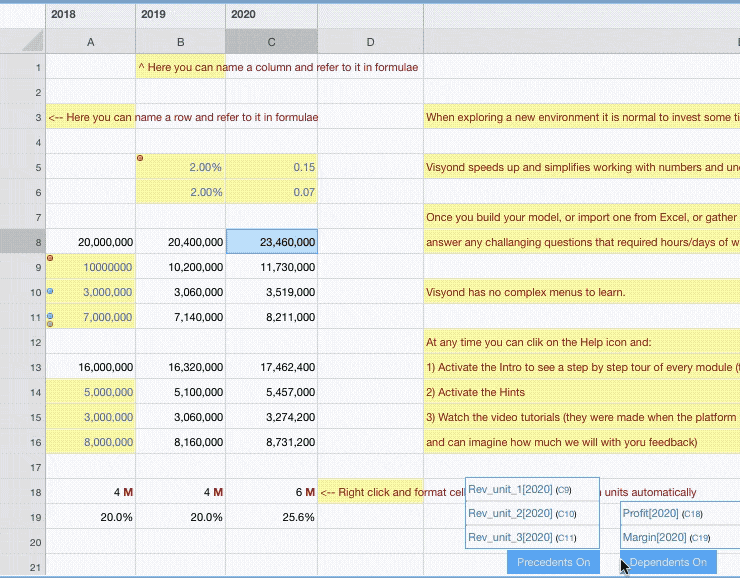 2018 2019 2020
A B C D E
1 ^ Here you can name a column and refer to it in formulae
2
3 <-- Here you can name a row and refer to it in formulae When exploring a new environment it is normal to invest some
4
5 2.00% 0.15 Visyond speeds up and simplifies working with numbers and
6 2.00% 0.07
7 Once you build your model, or import one from Excel, or gather
8 20,000,000 20,400,000 23,460,000 answer any challanging questions that required hours/days of
9 10000000 10,200,000 11,730,000
10 3,000,000 3,060,000 3,519,000 Visyond has no complex menus to learn.
11 7,000,000 7,140,000 8,211,000
12 At any time you can clik on the Help icon and:
13 16,000,000 16,320,000 17,462,400 1) Activate the Intro to see a step by step tour of every module
14 5,000,000 5,100,000 5,457,000 2) Activate the Hints
15 3,000,000 3,060,000 3,274,200 3) Watch the video tutorials (they were made when the platform
16 8,000,000 8,160,000 8,731,200 and can imagine how much we will with yoru feedback)
17
18 4 M 4 M 6 M <-- Right click and format units automatically
Rev_unit_1[2020] (C9)
19 20.0% 20.0% 25.6% Rev_unit_2[2020] (C10) Profit[2020] (C18)
20 Rev_unit_3[2020] (C11) Margin[2020] (C19)
21 Precedents On Dependents On